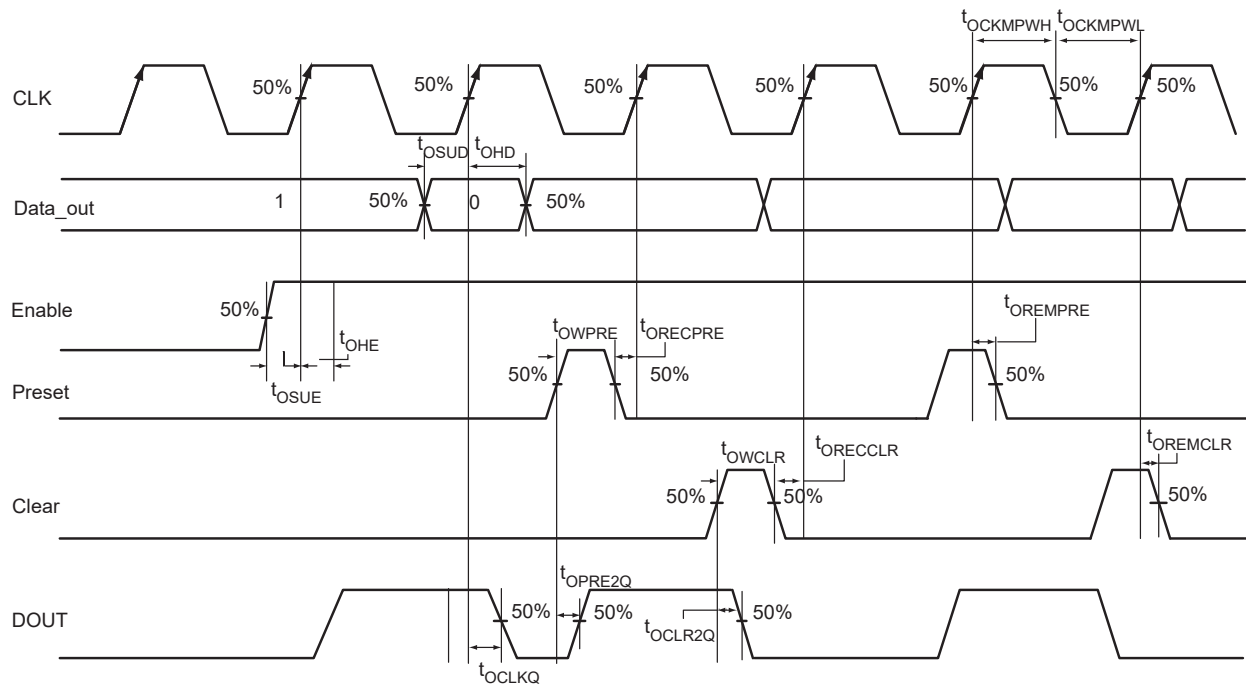 tOCKMPWH tOCKMPWL
CLK 50% 50% 50% 50% 50% 50% 50%
tOSUD tOHD
Data_out 1 50% 0 50%
Enable 50%
tOHE tOWPRE tORECPRE tOREMPRE
Preset tOSUE 50% 50% 50%
tOWCLR tORECCLR tOREMCLR
Clear 50% 50% 50%
tOPRE2Q
DOUT 50% 50% tOCLR2Q 50%
tOCLKQ